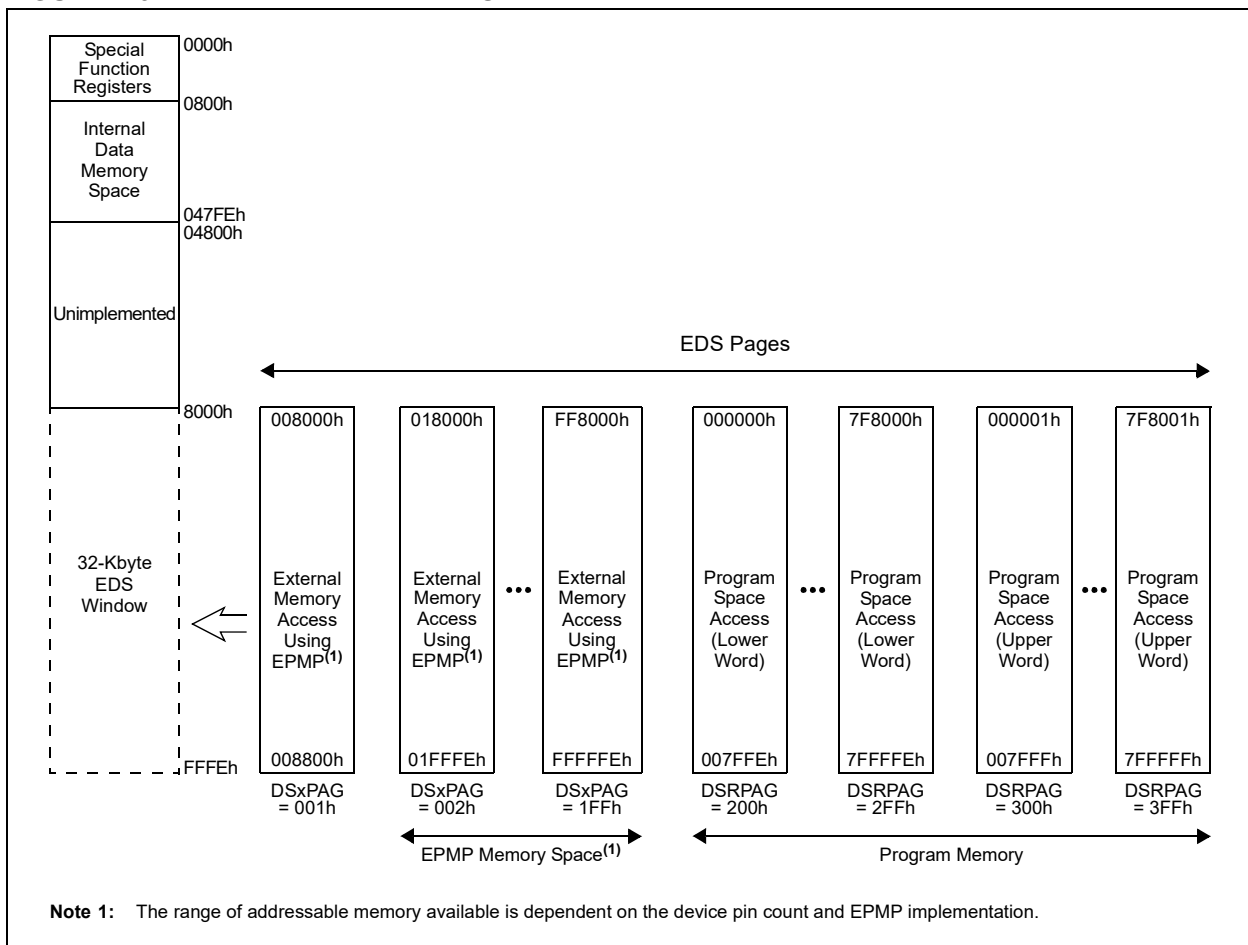 Special
Function
Registers
0000h
0800h
Internal
Data
Memory
Space
047FEh
04800h
Unimplemented
8000h
32-Kbyte
EDS
Window
FFFEh
EDS Pages
008000h
External
Memory
Access
Using
EPMP(1)
008800h
DSxPAG
= 001h
018000h
External
Memory
Access
Using
EPMP(1)
01FFFEh
DSxPAG
= 002h
•••
FF8000h
External
Memory
Access
Using
EPMP(1)
FFFFFEh
DSxPAG
= 1FFh
000000h
Program
Space
Access
(Lower
Word)
007FFEh
DSRPAG
= 200h
•••
7F8000h
Program
Space
Access
(Lower
Word)
7FFFFEh
DSRPAG
= 2FFh
000001h
Program
Space
Access
(Upper
Word)
007FFFh
DSRPAG
= 300h
•••
7F8001h
Program
Space
Access
(Upper
Word)
7FFFFFh
DSRPAG
= 3FFh
EPMP Memory Space(1)
Program Memory
Note 1: The range of addressable memory available is dependent on the device pin count and EPMP implementation.